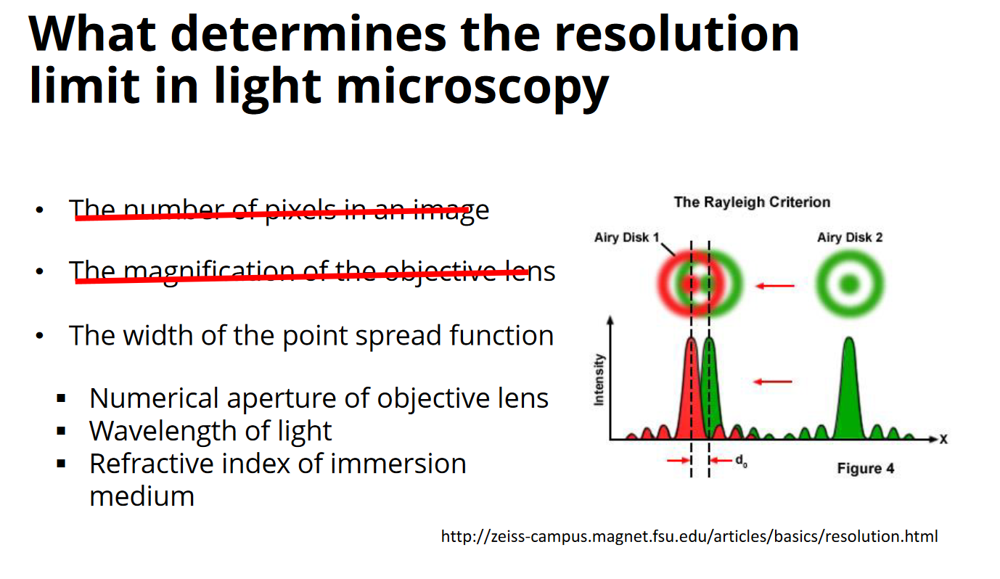 What determines the resolution
limit in light microscopy
• The number of pixels in an image
• The magnification of the objective lens
• The width of the point spread function
▪ Numerical aperture of objective lens
▪ Wavelength of light
▪ Refractive index of immersion
medium
The Rayleigh Criterion
Airy Disk 1
Airy Disk 2
Intensity
x
d₀
Figure 4
http://zeiss-campus.magnet.fsu.edu/articles/basics/resolution.html